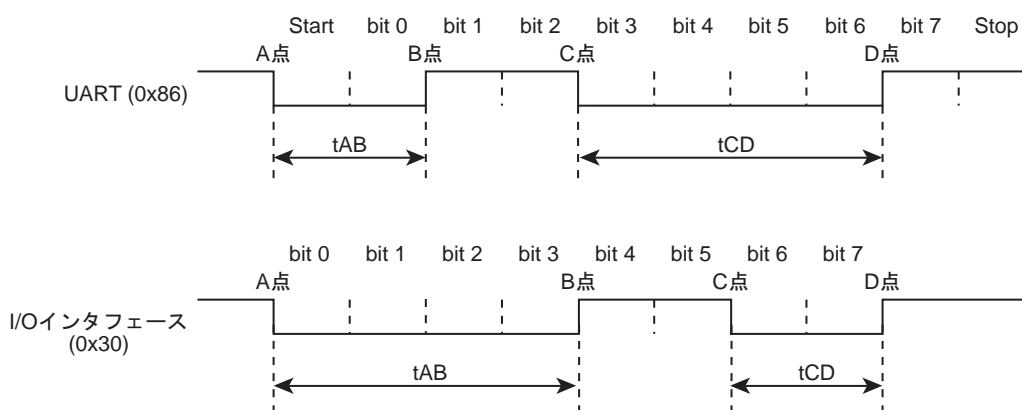 Start bit 0 bit 1 bit 2 bit 3 bit 4 bit 5 bit 6 bit 7 Stop
A点 B点 C点 D点
UART (0x86)
tAB tCD
bit 0 bit 1 bit 2 bit 3 bit 4 bit 5 bit 6 bit 7
A点 B点 C点 D点
I/Oインタフェース
(0x30)
tAB tCD